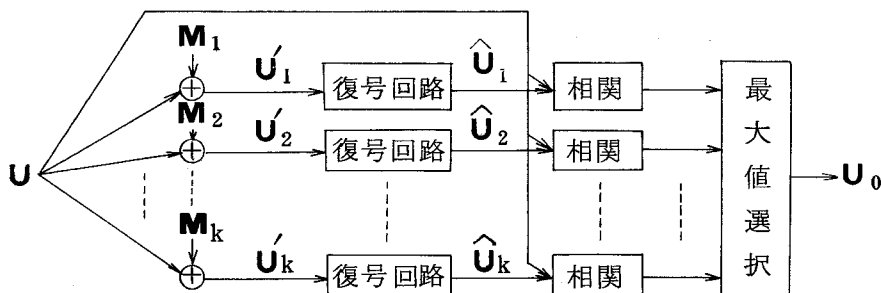 M1
U'1 復号回路 Û1 相関
M2
U'2 復号回路 Û2 相関
U
最大値選択
U0
Mk
U'k 復号回路 Ûk 相関